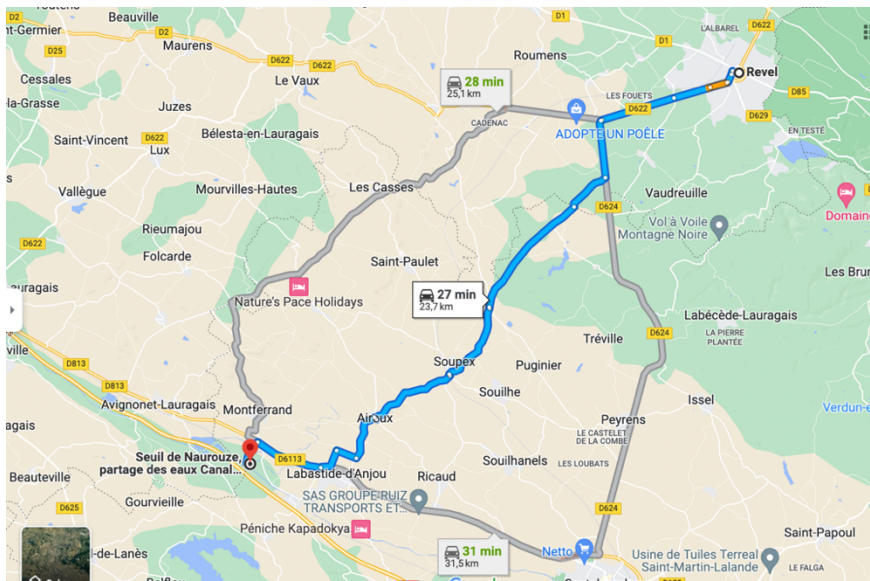 Beauville
Toutens
D1
D622
L'ALBAREL
nt-Germier
D2
Maurens
D2
D1
D25
D622
Roumens
Revel
Cessales
Le Vaux
28 min
25,1 km
LES FOUETS
D622
D85
la-Grasse
Juzes
CADENAC
ADOPTE UN POÊLE
D629
Saint-Vincent
D622
Bélesta-en-Lauragais
EN TESTÉ
Lux
Les Casses
Vallègue
Mourvilles-Hautes
Vaudreuille
D624
Domaine
D622
Rieumajou
Vol à Voile
Montagne Noire
Folcarde
Saint-Paulet
Les Brun
auragais
Nature's Pace Holidays
27 min
23,7 km
Labécède-Lauragais
D624
LA PIERRE
PLANTÉE
ville
D813
Tréville
Soupex
Puginier
D813
Avignonet-Lauragais
Souilhe
Issel
Verdun-e
Montferrand
Airoux
Peyrens
agais
LE CASTELET
DE LA COMBE
Seuil de Naurouze,
partage des eaux Canal...
D6113
Souilhanels
LES LOUBATS
Beauteville
Labastide-d'Anjou
Ricaud
Gourvieille
SAS GROUPE RUIZ
TRANSPORTS ET...
D625
D624
Péniche Kapadokya
Saint-Papoul
l-de-Lanès
31 min
31,5 km
Netto
Usine de Tuiles Terreal
Saint-Martin-Lalande
LE FALGA